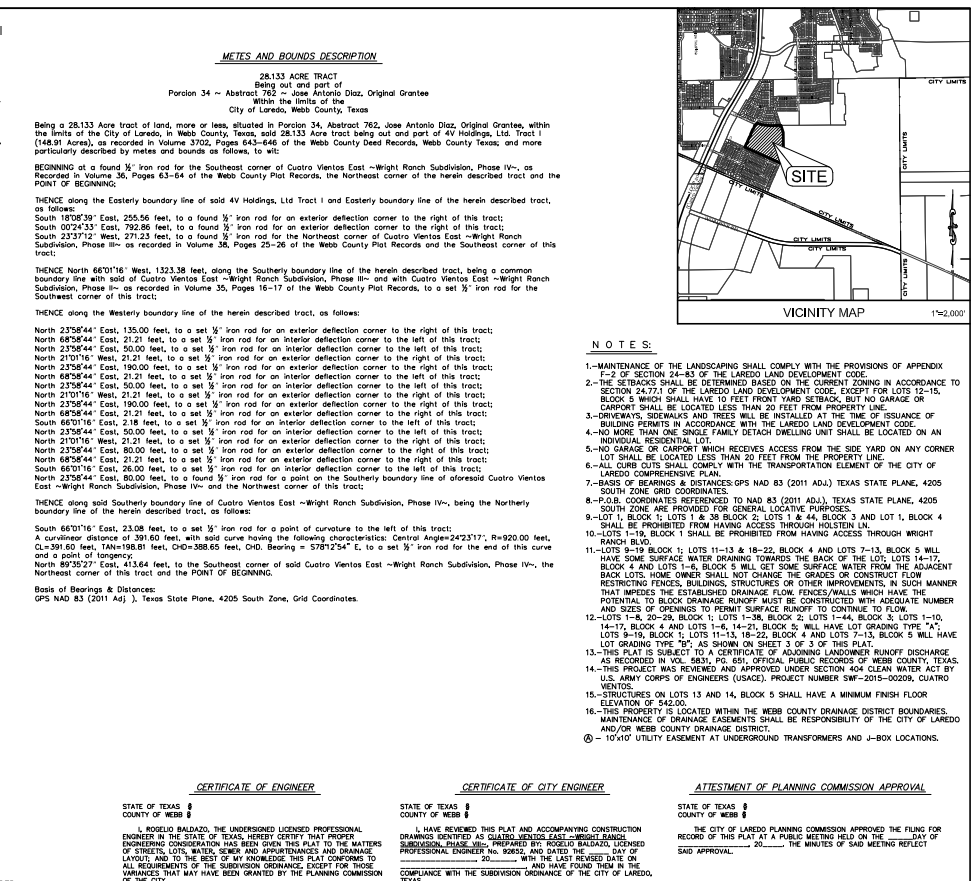 METES AND BOUNDS DESCRIPTION
28.133 ACRE TRACT
Being out and part of
Porcion 34 ~ Abstract 762 ~ Jose Antonio Diaz, Original Grantee
Within the limits of the
City of Laredo, Webb County, Texas
Being a 28.133 Acre tract of land, more or less, situated in Porcion 34, Abstract 762, Jose Antonio Diaz, Original Grantee, within
the limits of the City of Laredo, in Webb County, Texas, said 28.133 Acre tract being out and part of 4V Holdings, Ltd. Tract I
(148.91 Acres), as recorded in Volume 3702, Pages 643-646 of the Webb County Deed Records, Webb County Texas; and more
particularly described by metes and bounds as follows, to wit:
BEGINNING at a found ½" iron rod for the Southeast corner of Cuatro Vientos East ~Wright Ranch Subdivision, Phase IV~, as
Recorded in Volume 36, Pages 63-64 of the Webb County Plat Records, the Northeast corner of the herein described tract and the
POINT OF BEGINNING;
THENCE along the Easterly boundary line of said 4V Holdings, Ltd Tract I and Easterly boundary line of the herein described tract,
as follows:
South 18°08'39" East, 255.56 feet, to a found ½" iron rod for an exterior deflection corner to the right of this tract;
South 00°24'33" East, 792.86 feet, to a found ½" iron rod for an exterior deflection corner to the right of this tract;
South 23°37'12" West, 271.23 feet, to a found ½" iron rod for the Northeast corner of Cuatro Vientos East ~Wright Ranch
Subdivision, Phase III~ as recorded in Volume 38, Pages 25-26 of the Webb County Plat Records and the Southeast corner of this
tract;
THENCE North 66°01'16" West, 1323.38 feet, along the Southerly boundary line of the herein described tract, being a common
boundary line with said of Cuatro Vientos East ~Wright Ranch Subdivision, Phase III~ and with Cuatro Vientos East ~Wright Ranch
Subdivision, Phase II~ as recorded in Volume 35, Pages 16-17 of the Webb County Plat Records, to a set ½" iron rod for the
Southwest corner of this tract;
THENCE along the Westerly boundary line of the herein described tract, as follows:
North 23°58'44" East, 135.00 feet, to a set ½" iron rod for an exterior deflection corner to the right of this tract;
North 68°58'44" East, 21.21 feet, to a set ½" iron rod for an interior deflection corner to the left of this tract;
North 23°58'44" East, 50.00 feet, to a set ½" iron rod for an interior deflection corner to the left of this tract;
North 21°01'16" West, 21.21 feet, to a set ½" iron rod for an exterior deflection corner to the right of this tract;
North 23°58'44" East, 190.00 feet, to a set ½" iron rod for an exterior deflection corner to the right of this tract;
North 68°58'44" East, 21.21 feet, to a set ½" iron rod for an interior deflection corner to the left of this tract;
North 23°58'44" East, 50.00 feet, to a set ½" iron rod for an interior deflection corner to the left of this tract;
North 21°01'16" West, 21.21 feet, to a set ½" iron rod for an exterior deflection corner to the right of this tract;
North 23°58'44" East, 190.00 feet, to a set ½" iron rod for an exterior deflection corner to the right of this tract;
North 68°58'44" East, 21.21 feet, to a set ½" iron rod for an exterior deflection corner to the right of this tract;
South 66°01'16" East, 2.18 feet, to a set ½" iron rod for an interior deflection corner to the left of this tract;
North 23°58'44" East, 50.00 feet, to a set ½" iron rod for an interior deflection corner to the left of this tract;
North 21°01'16" West, 21.21 feet, to a set ½" iron rod for an exterior deflection corner to the right of this tract;
North 23°58'44" East, 80.00 feet, to a set ½" iron rod for an exterior deflection corner to the right of this tract;
North 68°58'44" East, 21.21 feet, to a set ½" iron rod for an exterior deflection corner to the right of this tract;
South 66°01'16" East, 26.00 feet, to a set ½" iron rod for an interior deflection corner to the left of this tract;
North 23°58'44" East, 80.00 feet, to a found ½" iron rod for a point on the Southerly boundary line of aforesaid Cuatro Vientos
East ~Wright Ranch Subdivision, Phase IV~ and the Northwest corner of this tract;
THENCE along said Southerly boundary line of Cuatro Vientos East ~Wright Ranch Subdivision, Phase IV~, being the Northerly
boundary line of the herein described tract, as follows:
South 66°01'16" East, 23.08 feet, to a set ½" iron rod for a point of curvature to the left of this tract;
A curvilinear distance of 391.60 feet, with said curve having the following characteristics: Central Angle=24°23'17", R=920.00 feet,
CL=391.60 feet, TAN=198.81 feet, CHD=388.65 feet, CHD. Bearing = S78°12'54" E, to a set ½" iron rod for the end of this curve
and a point of tangency;
North 89°35'27" East, 413.64 feet, to the Southeast corner of said Cuatro Vientos East ~Wright Ranch Subdivision, Phase IV~, the
Northeast corner of this tract and the POINT OF BEGINNING.
Basis of Bearings & Distances:
GPS NAD 83 (2011 Adj ), Texas State Plane, 4205 South Zone, Grid Coordinates.
CITY LIMITS
CITY LIMITS
CITY LIMITS
SITE
CITY LIMITS
CITY LIMITS
CITY LIMITS
CITY LIMITS
VICINITY MAP 1"=2,000'
N O T E S:
1.-MAINTENANCE OF THE LANDSCAPING SHALL COMPLY WITH THE PROVISIONS OF APPENDIX
F-2 OF SECTION 24-83 OF THE LAREDO LAND DEVELOPMENT CODE.
2.-THE SETBACKS SHALL BE DETERMINED BASED ON THE CURRENT ZONING IN ACCORDANCE TO
SECTION 24.77.1 OF THE LAREDO LAND DEVELOPMENT CODE, EXCEPT FOR LOTS 12-15,
BLOCK 5 WHICH SHALL HAVE 10 FEET FRONT YARD SETBACK, BUT NO GARAGE OR
CARPORT SHALL BE LOCATED LESS THAN 20 FEET FROM PROPERTY LINE.
3.-DRIVEWAYS, SIDEWALKS AND TREES WILL BE INSTALLED AT THE TIME OF ISSUANCE OF
BUILDING PERMITS IN ACCORDANCE WITH THE LAREDO LAND DEVELOPMENT CODE.
4.-NO MORE THAN ONE SINGLE FAMILY DETACH DWELLING UNIT SHALL BE LOCATED ON AN
INDIVIDUAL RESIDENTIAL LOT.
5.-NO GARAGE OR CARPORT WHICH RECEIVES ACCESS FROM THE SIDE YARD ON ANY CORNER
LOT SHALL BE LOCATED LESS THAN 20 FEET FROM THE PROPERTY LINE.
6.-ALL CURB CUTS SHALL COMPLY WITH THE TRANSPORTATION ELEMENT OF THE CITY OF
LAREDO COMPREHENSIVE PLAN.
7.-BASIS OF BEARINGS & DISTANCES: GPS NAD 83 (2011 ADJ.), TEXAS STATE PLANE, 4205
SOUTH ZONE GRID COORDINATES.
8.-P.O.B. COORDINATES REFERENCED TO NAD 83 (2011 ADJ.), TEXAS STATE PLANE, 4205
SOUTH ZONE ARE PROVIDED FOR GENERAL LOCATIVE PURPOSES.
9.-LOT 1, BLOCK 1; LOTS 1 & 38 BLOCK 2; LOTS 1 & 44, BLOCK 3 AND LOT 1, BLOCK 4
SHALL BE PROHIBITED FROM HAVING ACCESS THROUGH HOLSTEIN LN.
10.-LOTS 1-19, BLOCK 1 SHALL BE PROHIBITED FROM HAVING ACCESS THROUGH WRIGHT
RANCH BLVD.
11.-LOTS 9-19 BLOCK 1; LOTS 11-13 & 18-22, BLOCK 4 AND LOTS 7-13, BLOCK 5 WILL
HAVE SOME SURFACE WATER DRAINING TOWARDS THE BACK OF THE LOT; LOTS 14-17,
BLOCK 4 AND LOTS 1-6, BLOCK 5 WILL GET SOME SURFACE WATER FROM THE ADJACENT
BACK LOTS. HOME OWNER SHALL NOT CHANGE THE GRADES OR CONSTRUCT FLOW
RESTRICTING FENCES, BUILDINGS, STRUCTURES OR OTHER IMPROVEMENTS, IN SUCH MANNER
THAT IMPEDES THE ESTABLISHED DRAINAGE FLOW. FENCES/WALLS WHICH HAVE THE
POTENTIAL TO BLOCK DRAINAGE RUNOFF MUST BE CONSTRUCTED WITH ADEQUATE NUMBER
AND SIZES OF OPENINGS TO PERMIT SURFACE RUNOFF TO CONTINUE TO FLOW.
12.-LOTS 1-8, 20-29, BLOCK 1; LOTS 1-38, BLOCK 2; LOTS 1-44, BLOCK 3; LOTS 1-10,
14-17, BLOCK 4 AND LOTS 1-6, 14-21, BLOCK 5; WILL HAVE LOT GRADING TYPE "A";
LOTS 9-19, BLOCK 1; LOTS 11-13, 18-22, BLOCK 4 AND LOTS 7-13, BLCOK 5 WILL HAVE
LOT GRADING TYPE "B"; AS SHOWN ON SHEET 3 OF 3 OF THIS PLAT.
13.-THIS PLAT IS SUBJECT TO A CERTIFICATE OF ADJOINING LANDOWNER RUNOFF DISCHARGE
AS RECORDED IN VOL. 5831, PG. 651, OFFICIAL PUBLIC RECORDS OF WEBB COUNTY, TEXAS.
14.-THIS PROJECT WAS REVIEWED AND APPROVED UNDER SECTION 404 CLEAN WATER ACT BY
U.S. ARMY CORPS OF ENGINEERS (USACE). PROJECT NUMBER SWF-2015-00209, CUATRO
VIENTOS.
15.-STRUCTURES ON LOTS 13 AND 14, BLOCK 5 SHALL HAVE A MINIMUM FINISH FLOOR
ELEVATION OF 542.00.
16.-THIS PROPERTY IS LOCATED WITHIN THE WEBB COUNTY DRAINAGE DISTRICT BOUNDARIES.
MAINTENANCE OF DRAINAGE EASEMENTS SHALL BE RESPONSIBILITY OF THE CITY OF LAREDO
AND/OR WEBB COUNTY DRAINAGE DISTRICT.
Ⓐ - 10'x10' UTILITY EASEMENT AT UNDERGROUND TRANSFORMERS AND J-BOX LOCATIONS.
CERTIFICATE OF ENGINEER
STATE OF TEXAS §
COUNTY OF WEBB §
I, ROGELIO BALDAZO, THE UNDERSIGNED LICENSED PROFESSIONAL
ENGINEER IN THE STATE OF TEXAS, HEREBY CERTIFY THAT PROPER
ENGINEERING CONSIDERATION HAS BEEN GIVEN THIS PLAT TO THE MATTERS
OF STREETS, LOTS, WATER, SEWER AND APPURTENANCES AND DRAINAGE
LAYOUT; AND TO THE BEST OF MY KNOWLEDGE THIS PLAT CONFORMS TO
ALL REQUIREMENTS OF THE SUBDIVISION ORDINANCE, EXCEPT FOR THOSE
VARIANCES THAT MAY HAVE BEEN GRANTED BY THE PLANNING COMMISSION
OF THE CITY.
CERTIFICATE OF CITY ENGINEER
STATE OF TEXAS §
COUNTY OF WEBB §
I, HAVE REVIEWED THIS PLAT AND ACCOMPANYING CONSTRUCTION
DRAWINGS IDENTIFIED AS CUATRO VIENTOS EAST ~WRIGHT RANCH
SUBDIVISION, PHASE VIII~, PREPARED BY: ROGELIO BALDAZO, LICENSED
PROFESSIONAL ENGINEER No. 92652, AND DATED THE _____ DAY OF
_______________, 20_____, WITH THE LAST REVISED DATE ON
_______________, AND HAVE FOUND THEM IN THE
COMPLIANCE WITH THE SUBDIVISION ORDINANCE OF THE CITY OF LAREDO,
TEXAS.
ATTESTMENT OF PLANNING COMMISSION APPROVAL
STATE OF TEXAS §
COUNTY OF WEBB §
THE CITY OF LAREDO PLANNING COMMISSION APPROVED THE FILING FOR
RECORD OF THIS PLAT AT A PUBLIC MEETING HELD ON THE ______DAY OF
_______________, 20_____, THE MINUTES OF SAID MEETING REFLECT
SAID APPROVAL.